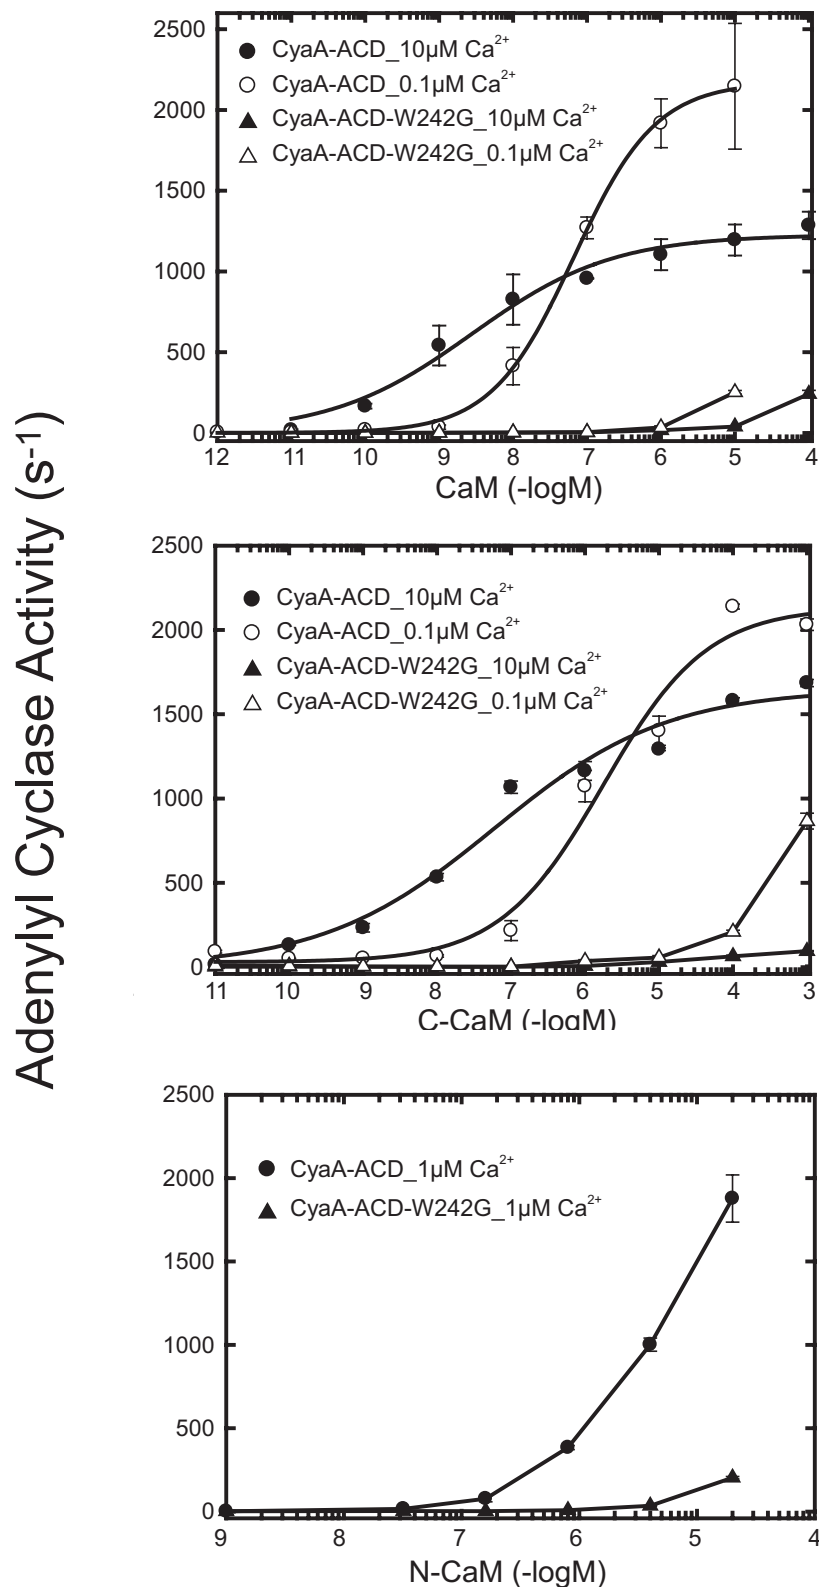 Adenylyl Cyclase Activity (s-1)
2500
CyaA-ACD_10µM Ca2+
CyaA-ACD_0.1µM Ca2+
2000
CyaA-ACD-W242G_10µM Ca2+
CyaA-ACD-W242G_0.1µM Ca2+
1500
1000
500
0
12 11 10 9 8 7 6 5 4
CaM (-logM)
2500
CyaA-ACD_10µM Ca2+
CyaA-ACD_0.1µM Ca2+
2000
CyaA-ACD-W242G_10µM Ca2+
CyaA-ACD-W242G_0.1µM Ca2+
1500
1000
500
0
11 10 9 8 7 6 5 4 3
C-CaM (-logM)
2500
CyaA-ACD_1µM Ca2+
2000
CyaA-ACD-W242G_1µM Ca2+
1500
1000
500
0
9 8 7 6 5 4
N-CaM (-logM)